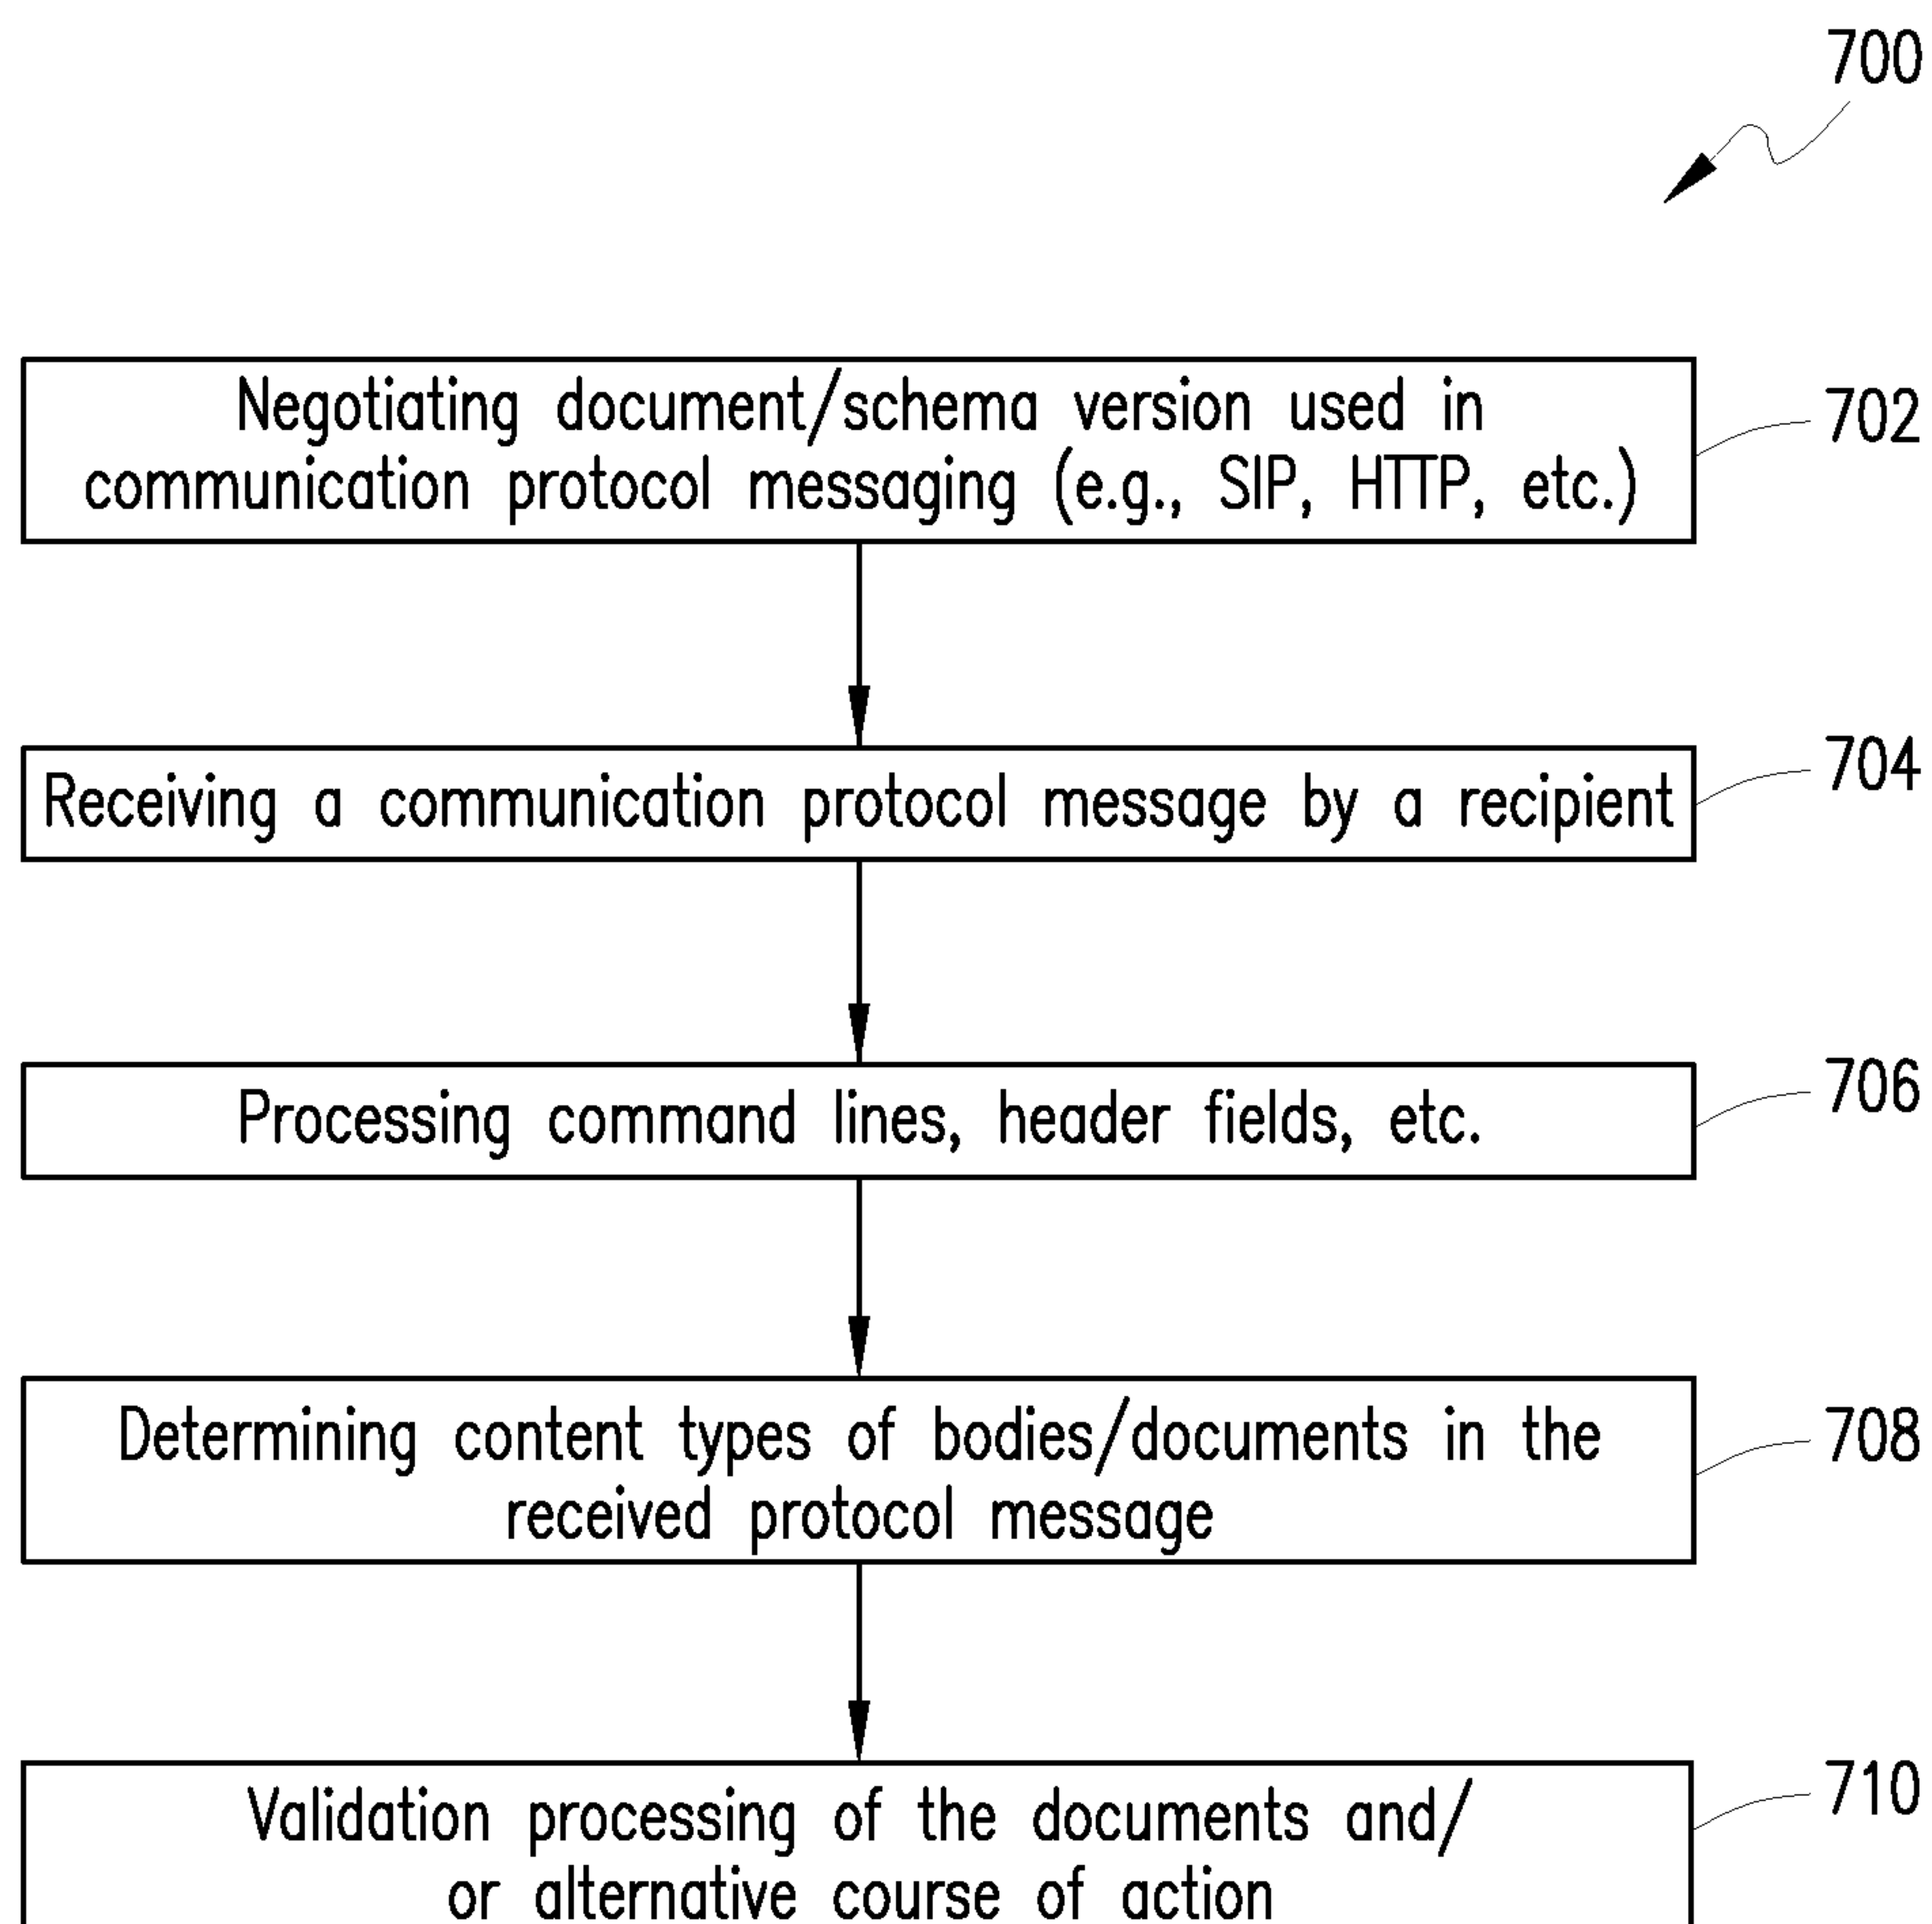 700
Negotiating document/schema version used in
communication protocol messaging (e.g., SIP, HTTP, etc.)
702
Receiving a communication protocol message by a recipient
704
Processing command lines, header fields, etc.
706
Determining content types of bodies/documents in the
received protocol message
708
Validation processing of the documents and/
or alternative course of action
710